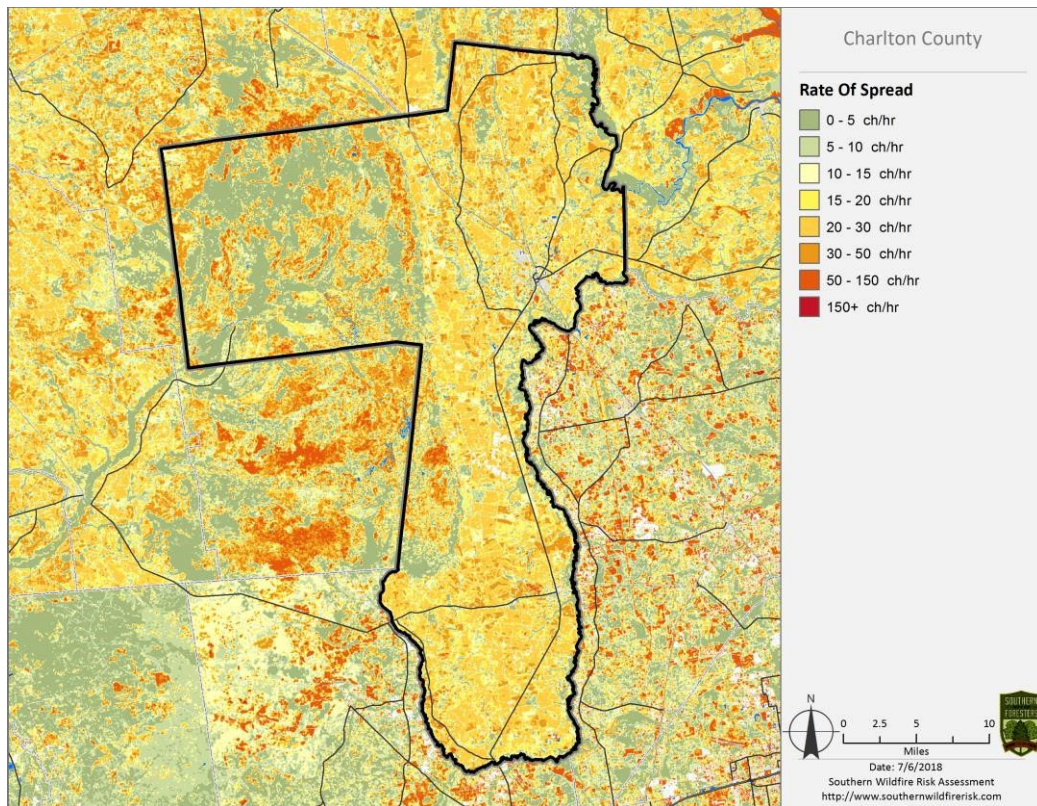 Charlton County
Rate Of Spread
0 - 5 ch/hr
5 - 10 ch/hr
10 - 15 ch/hr
15 - 20 ch/hr
20 - 30 ch/hr
30 - 50 ch/hr
50 - 150 ch/hr
150+ ch/hr
N
0 2.5 5 10
Miles
SOUTHERN
FORESTERS
Date: 7/6/2018
Southern Wildfire Risk Assessment
http://www.southernwildfirerisk.com